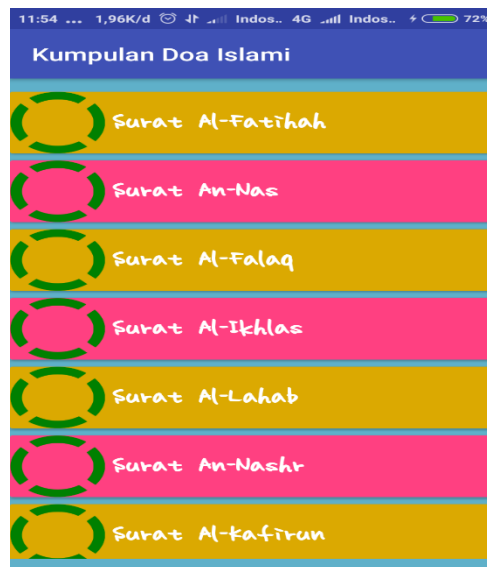 11:54 ... 1,96K/d Indos.. 4G Indos.. 72%
Kumpulan Doa Islami
Surat Al-Fatihah
Surat An-Nas
Surat Al-Falaq
Surat Al-Ikhlas
Surat Al-Lahab
Surat An-Nashr
Surat Al-kafirun